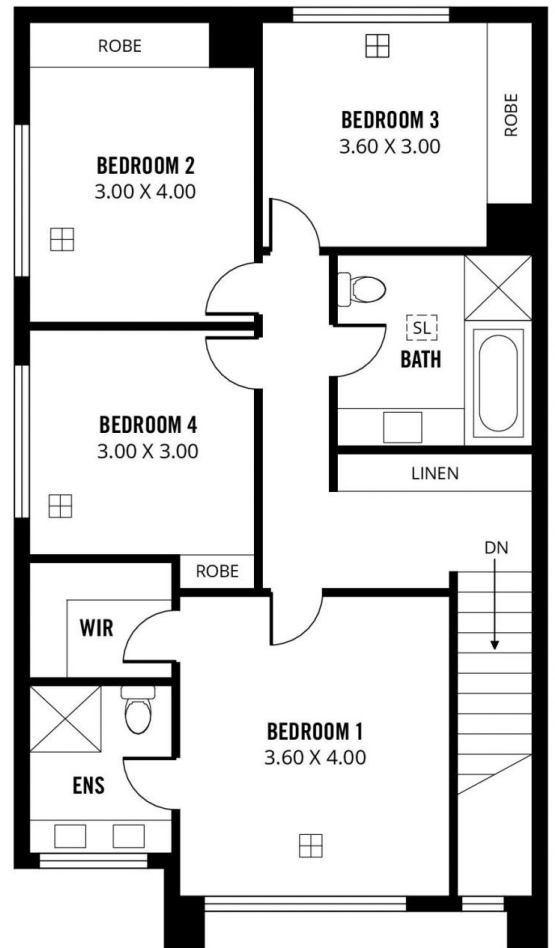 ROBE
BEDROOM 3
3.60 X 3.00
ROBE
BEDROOM 2
3.00 X 4.00
SL
BATH
BEDROOM 4
3.00 X 3.00
LINEN
DN
ROBE
WIR
BEDROOM 1
3.60 X 4.00
ENS